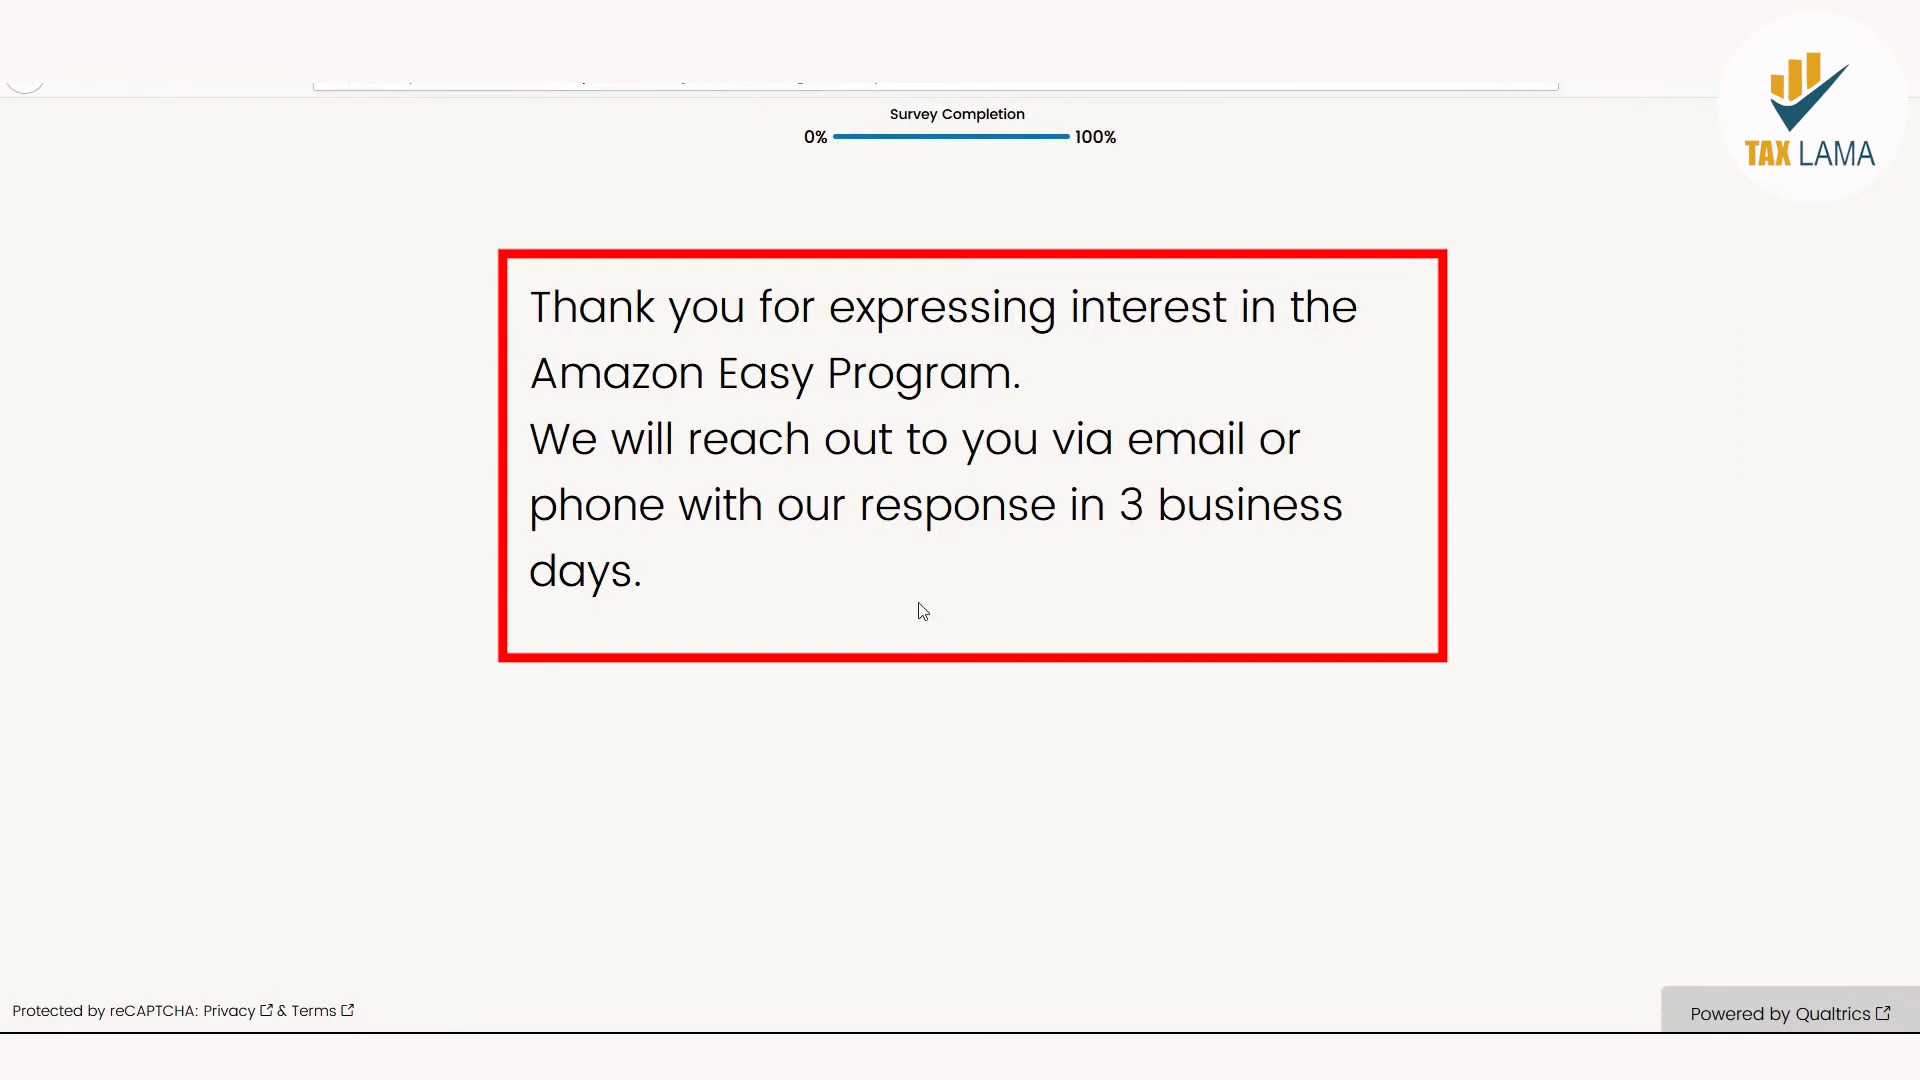 TAX LAMA
Survey Completion
0% 100%
Thank you for expressing interest in the
Amazon Easy Program.
We will reach out to you via email or
phone with our response in 3 business
days.
Protected by reCAPTCHA: Privacy & Terms
Powered by Qualtrics